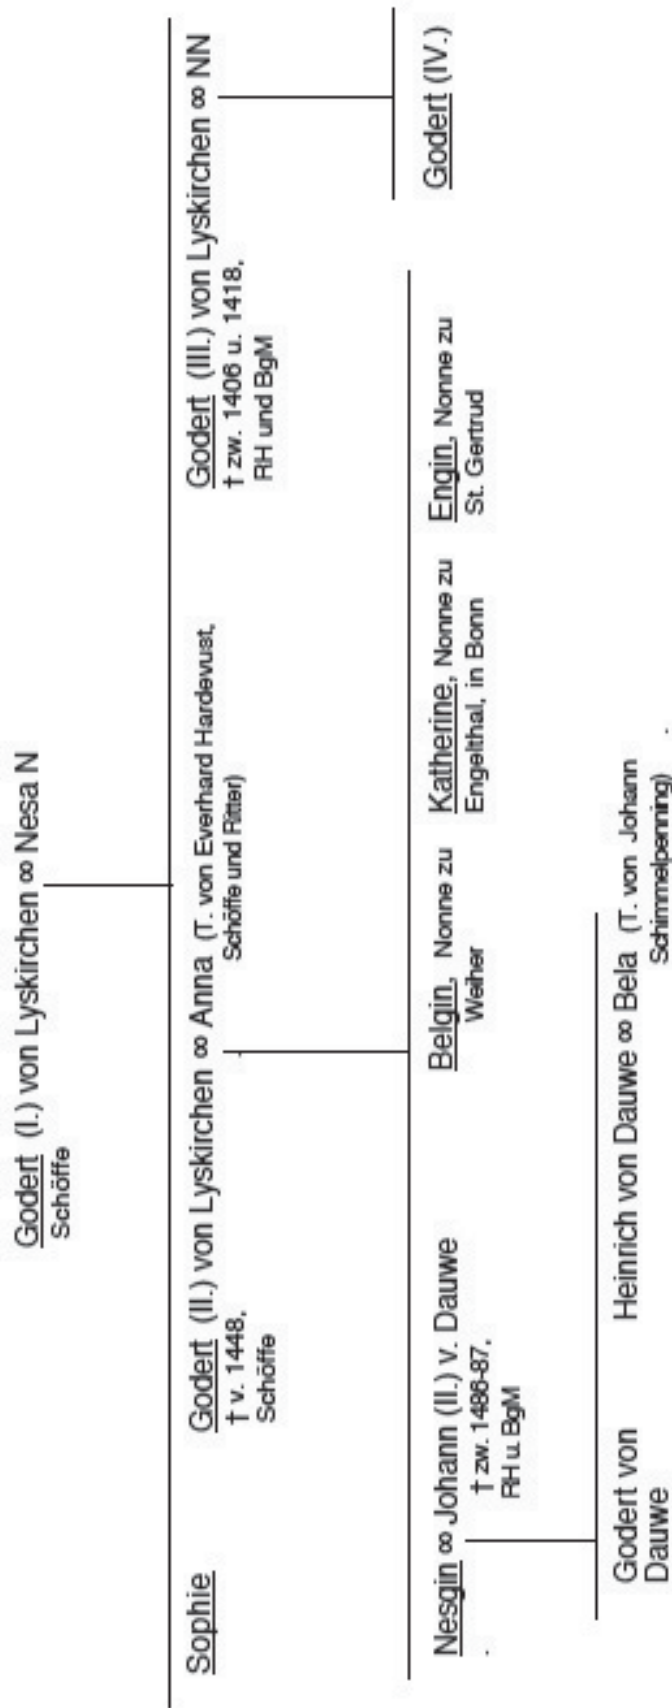 Godert (I.) von Lyskirchen ∞ Nesa N
Schöffe
Sophie
Godert (II.) von Lyskirchen ∞ Anna (T. von Everhard Hardevust,
† v. 1448,
Schöffe
Schöffe und Ritter)
Godert (III.) von Lyskirchen ∞ NN
† zw. 1406 u. 1418,
RH und BgM
Nesgin ∞ Johann (II.) v. Dauwe
† zw. 1486-87,
RH u. BgM
Belgin, Nonne zu
Weiher
Katherine, Nonne zu
Engelthal, in Bonn
Engin, Nonne zu
St. Gertrud
Godert (IV.)
Godert von
Dauwe
Heinrich von Dauwe ∞ Bela (T. von Johann
Schimmelpenning)